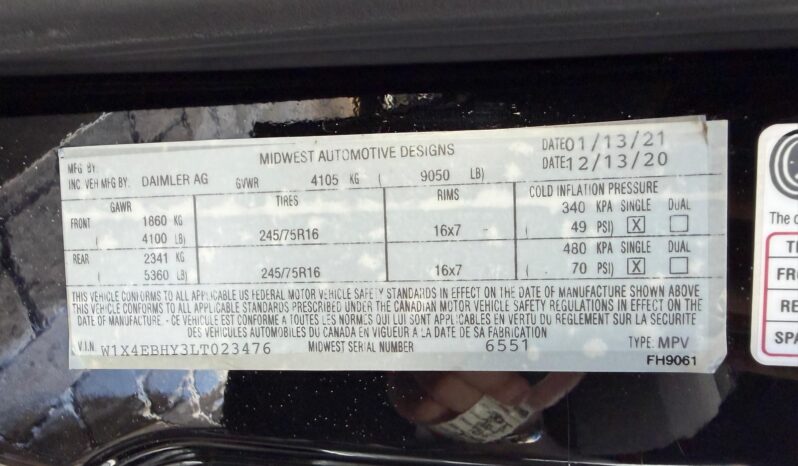 MFG BY MIDWEST AUTOMOTIVE DESIGNS DATE 01/13/21
INC. VEH MFG BY: DAIMLER AG GVWR 4105 KG ( 9050 LB) DATE 12/13/20
GAWR TIRES RIMS COLD INFLATION PRESSURE
FRONT 1860 KG 245/75R16 16x7 340 KPA SINGLE DUAL
( 4100 LB) ( 49 PSI) X
REAR 2341 KG 245/75R16 16x7 480 KPA SINGLE DUAL
( 5360 LB) ( 70 PSI) X
THIS VEHICLE CONFORMS TO ALL APPLICABLE US FEDERAL MOTOR VEHICLE SAFETY STANDARDS IN EFFECT ON THE DATE OF MANUFACTURE SHOWN ABOVE
THIS VEHICLE CONFORMS TO ALL APPLICABLE STANDARDS PRESCRIBED UNDER THE CANADIAN MOTOR VEHICLE SAFETY REGULATIONS IN EFFECT ON THE
DATE OF MANUFACTURE - CE VEHICULE EST CONFORME A TOUTES LES NORMES QUI LUI SONT APPLICABLES EN VERTU DU REGLEMENT SUR LA SECURITE
DES VEHICULES AUTOMOBILES DU CANADA EN VIGUEUR A LA DATE DE SA FABRICATION
V.I.N. W1X4EBHY3LT023476 MIDWEST SERIAL NUMBER 6551 TYPE: MPV
FH9061
The